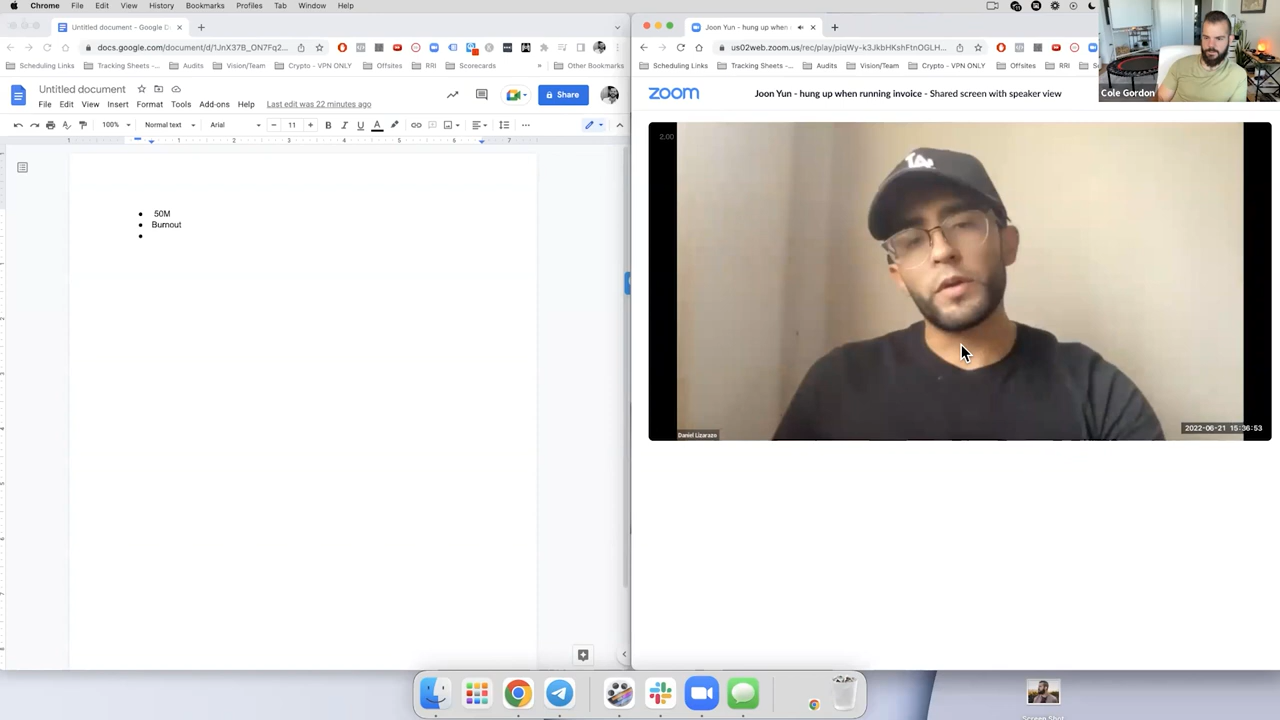 Chrome File Edit View History Bookmarks Profiles Tab Window Help
Untitled document - Google D
docs.google.com/document/d/1JnX37B_ON7Fq2...
Scheduling Links Tracking Sheets -... Audits Vision/Team Crypto - VPN ONLY Offsites RRI Scorecards » Other Bookmarks
Untitled document
File Edit View Insert Format Tools Add-ons Help Last edit was 22 minutes ago
Share
100% Normal text Arial 11
50M
Burnout
Joon Yun - hung up when
us02web.zoom.us/rec/play/piqWy-k3JkbHKshFtnOGLH...
Scheduling Links Tracking Sheets -... Audits Vision/Team Crypto - VPN ONLY Offsites RRI
zoom
Joon Yun - hung up when running invoice - Shared screen with speaker view
2.00
LA
Daniel Lizarazo
2022-06-21 15:36:53
Cole Gordon
Screen Shot